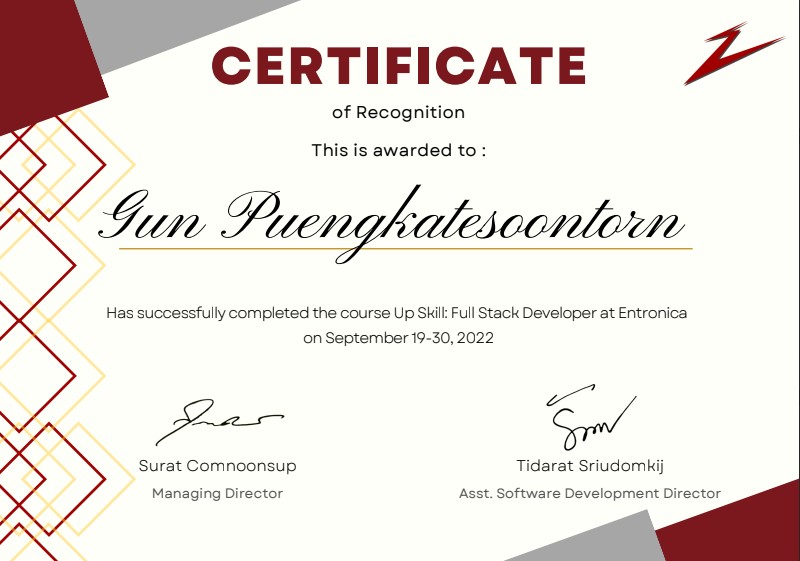 CERTIFICATE
of Recognition
This is awarded to :
Gun Puengkatesoontorn
Has successfully completed the course Up Skill: Full Stack Developer at Entronica
on September 19-30, 2022
Surat Comnoonsup
Managing Director
Tidarat Sriudomkij
Asst. Software Development Director